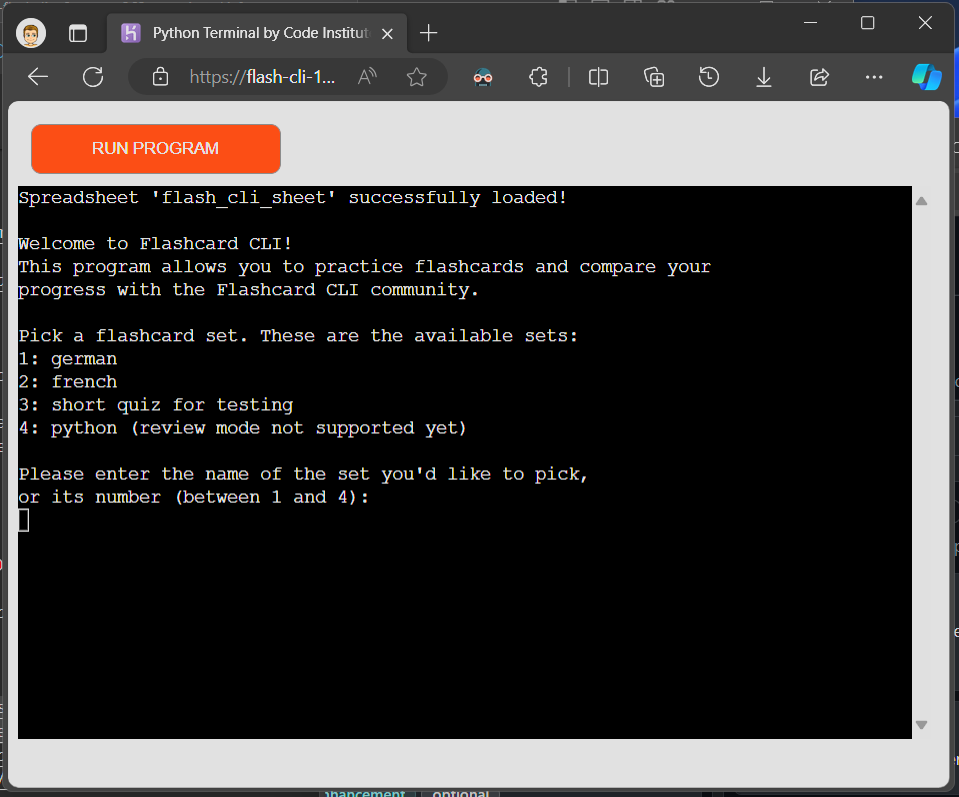 Python Terminal by Code Institut
https://flash-cli-1...
RUN PROGRAM
Spreadsheet 'flash_cli_sheet' successfully loaded!
Welcome to Flashcard CLI!
This program allows you to practice flashcards and compare your
progress with the Flashcard CLI community.
Pick a flashcard set. These are the available sets:
1: german
2: french
3: short quiz for testing
4: python (review mode not supported yet)
Please enter the name of the set you'd like to pick,
or its number (between 1 and 4):
optional